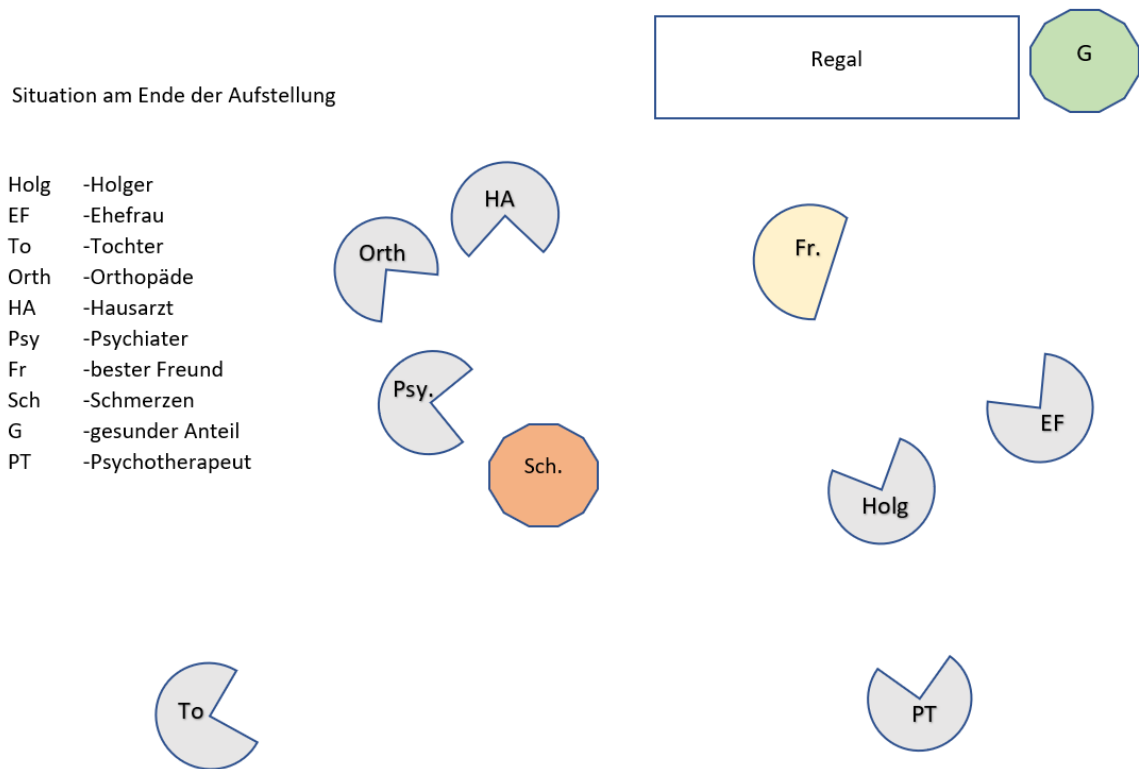 Regal
G
Situation am Ende der Aufstellung
Holg -Holger
EF -Ehefrau
To -Tochter
Orth -Orthopäde
HA -Hausarzt
Psy -Psychiater
Fr -bester Freund
Sch -Schmerzen
G -gesunder Anteil
PT -Psychotherapeut
HA
Orth
Fr.
Psy.
EF
Sch.
Holg
To
PT